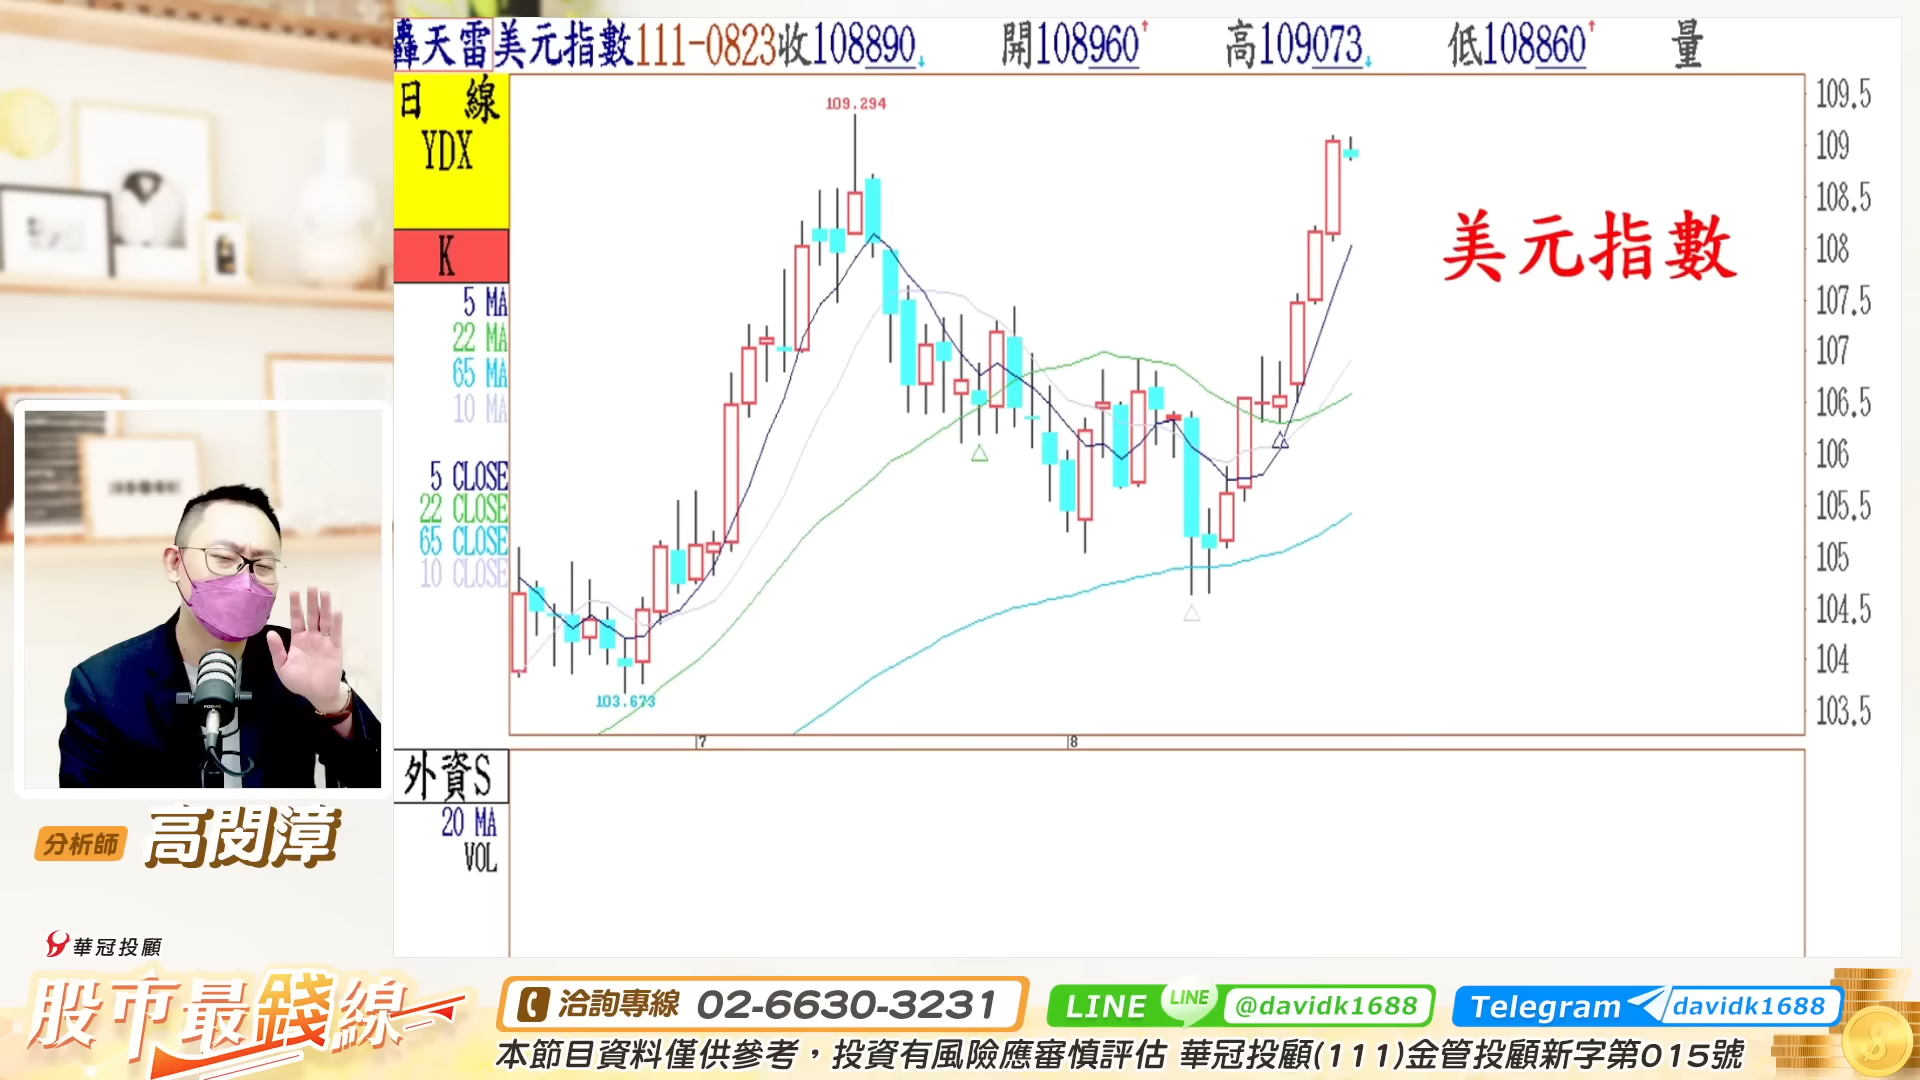 轟天雷美元指數111-0823收108890↓ 開108960↑ 高109073↓ 低108860↑ 量
日 線
YDX
K
5 MA
22 MA
65 MA
10 MA
5 CLOSE
22 CLOSE
65 CLOSE
10 CLOSE
109.294
103.673
美元指數
109.5
109
108.5
108
107.5
107
106.5
106
105.5
105
104.5
104
103.5
7
8
外資S
20 MA
VOL
分析師 高閔漳
華冠投顧
股市最錢線
洽詢專線 02-6630-3231
LINE LINE @davidk1688
Telegram davidk1688
本節目資料僅供參考，投資有風險應審慎評估 華冠投顧(111)金管投顧新字第015號